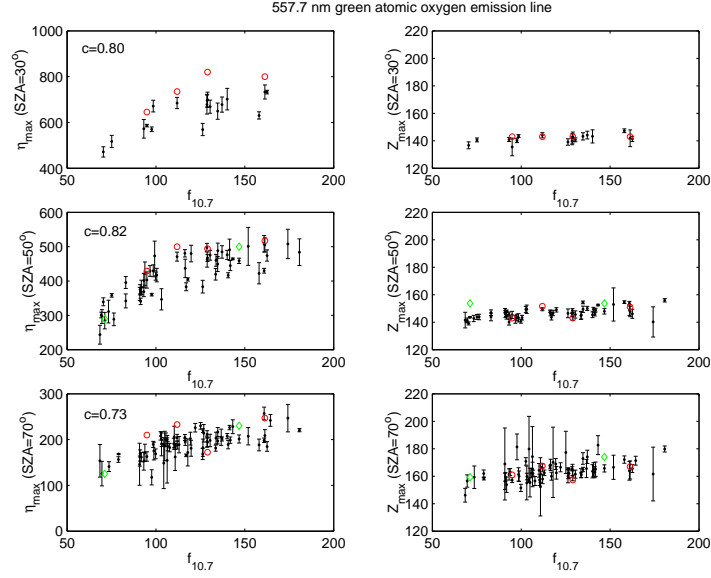 557.7 nm green atomic oxygen emission line
c=0.80
η_max (SZA=30°)
1000
800
600
400
50 100 150 200
f_10.7
Z_max (SZA=30°)
220
200
180
160
140
120
50 100 150 200
f_10.7
c=0.82
η_max (SZA=50°)
600
500
400
300
200
50 100 150 200
f_10.7
Z_max (SZA=50°)
220
200
180
160
140
120
50 100 150 200
f_10.7
c=0.73
η_max (SZA=70°)
300
200
100
0
50 100 150 200
f_10.7
Z_max (SZA=70°)
220
200
180
160
140
120
50 100 150 200
f_10.7